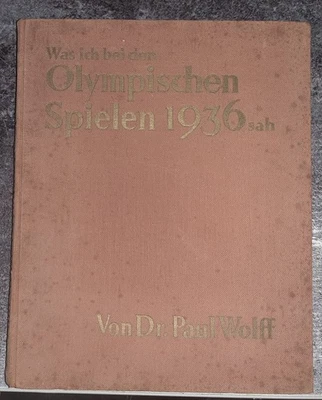 Was ich bei den
Olympischen
Spielen 1936 sah
Von Dr. Paul Wolff